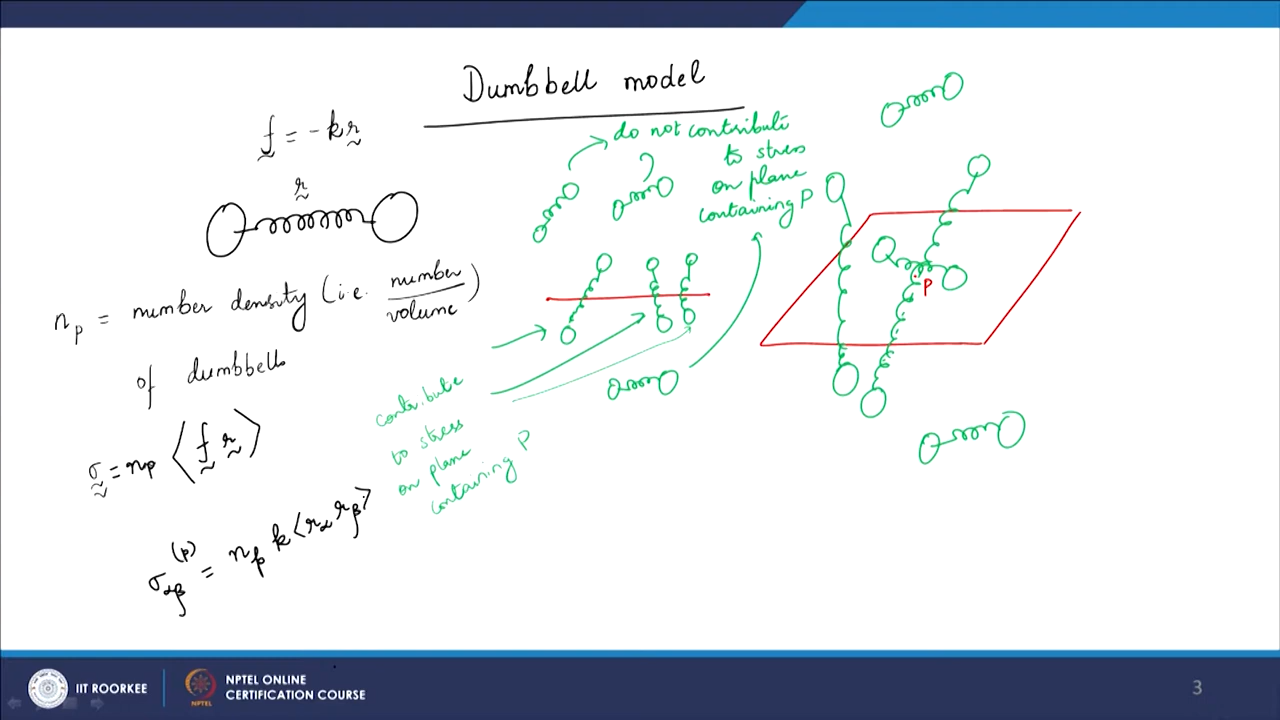 Dumbbell model
f = -k r
r
n_p = number density (i.e. number/volume)
of dumbbells
σ = n_p ⟨f r⟩
σ_αβ^(p) = n_p k ⟨r_α r_β⟩
do not contribute
to stress
on plane
containing P
contribute
to stress
on plane
containing P
P
IIT ROORKEE
NPTEL ONLINE
CERTIFICATION COURSE
NPTEL
3